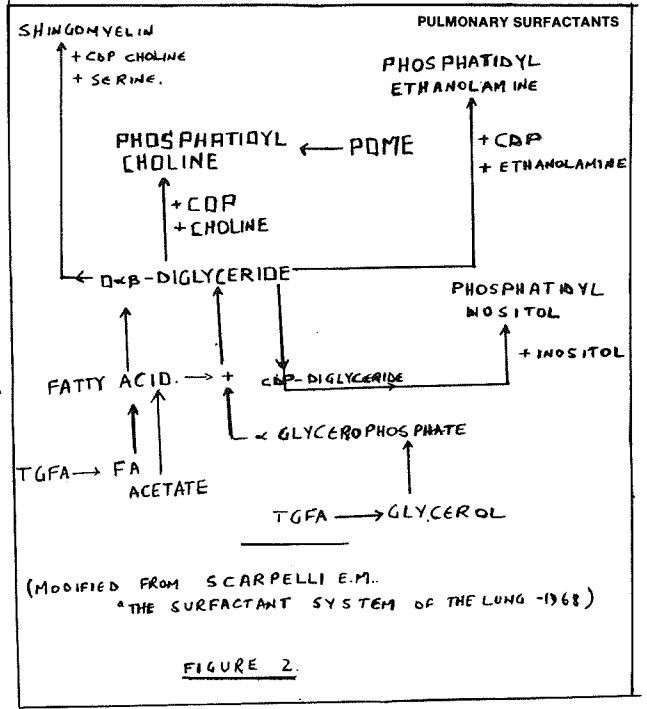 PULMONARY SURFACTANTS
SHINGOMYELIN
+ CDP CHOLINE
+ SERINE.
PHOSPHATIDYL
ETHANOLAMINE
PHOSPHATIDYL
CHOLINE
PDME
+ CDP
+ ETHANOLAMINE
+ CDP
+ CHOLINE
Dαβ-DIGLYCERIDE
PHOSPHATIDYL
INOSITOL
+ INOSITOL
FATTY ACID. → +
CDP-DIGLYCERIDE
α GLYCEROPHOSPHATE
TGFA → FA
ACETATE
TGFA → GLYCEROL
(MODIFIED FROM SCARPELLI E.M..
"THE SURFACTANT SYSTEM OF THE LUNG -1968)
FIGURE 2.